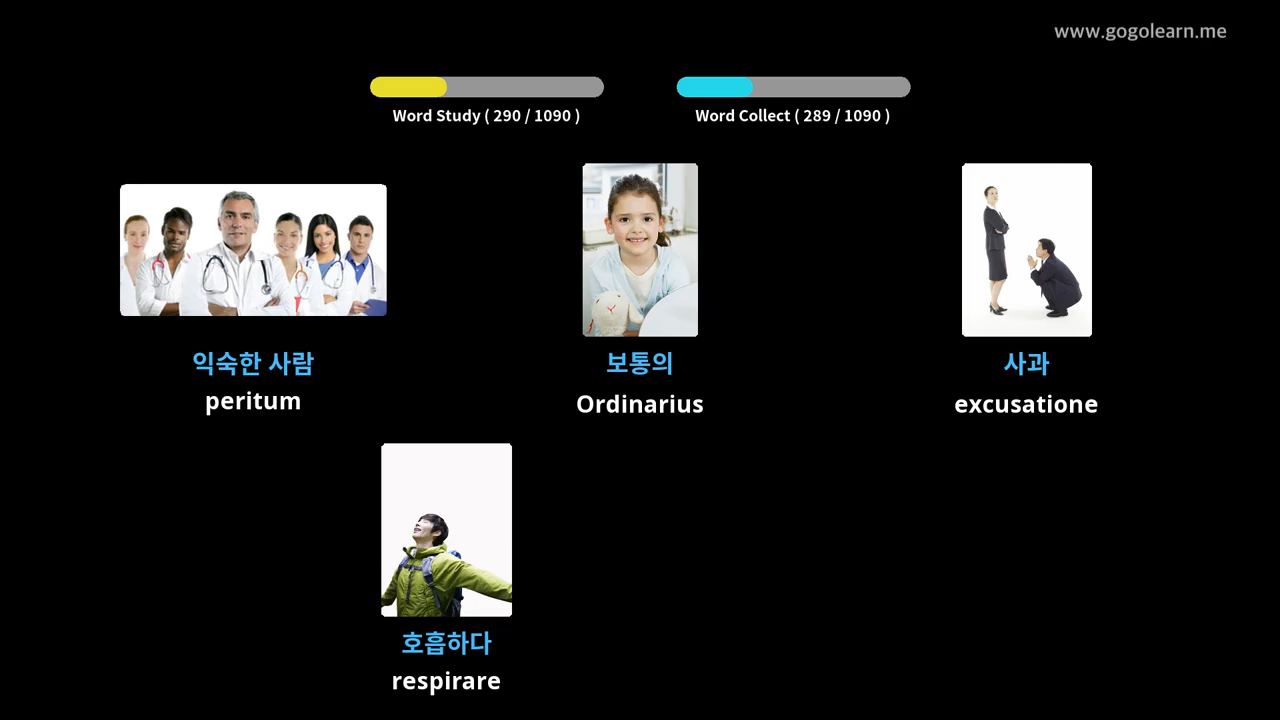 www.gogolearn.me
Word Study ( 290 / 1090 )
Word Collect ( 289 / 1090 )
익숙한 사람
peritum
보통의
Ordinarius
사과
excusatione
호흡하다
respirare